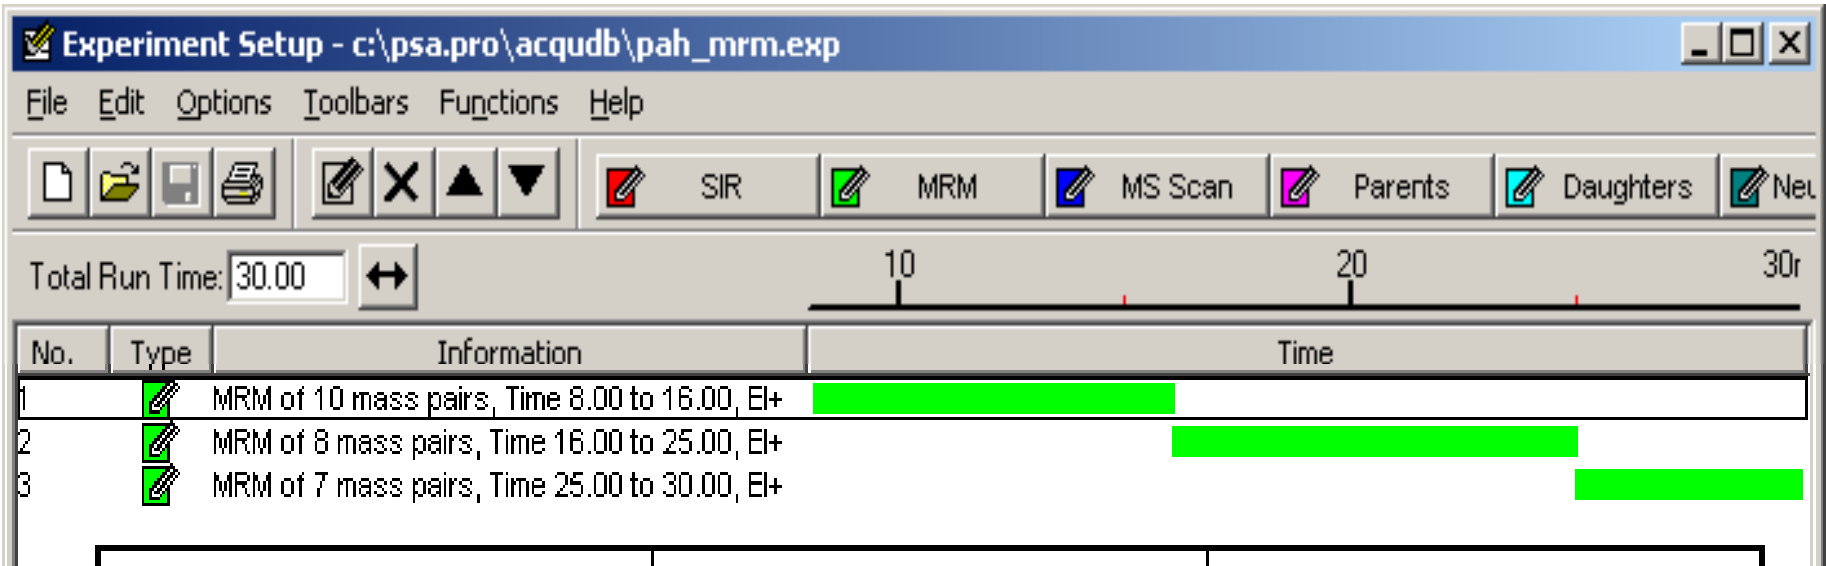 Experiment Setup - c:\psa.pro\acqudb\pah_mrm.exp
File Edit Options Toolbars Functions Help
SIR MRM MS Scan Parents Daughters Neu
Total Run Time: 30.00 10 20 30r
No. Type Information Time
1 MRM of 10 mass pairs, Time 8.00 to 16.00, EI+
2 MRM of 8 mass pairs, Time 16.00 to 25.00, EI+
3 MRM of 7 mass pairs, Time 25.00 to 30.00, EI+